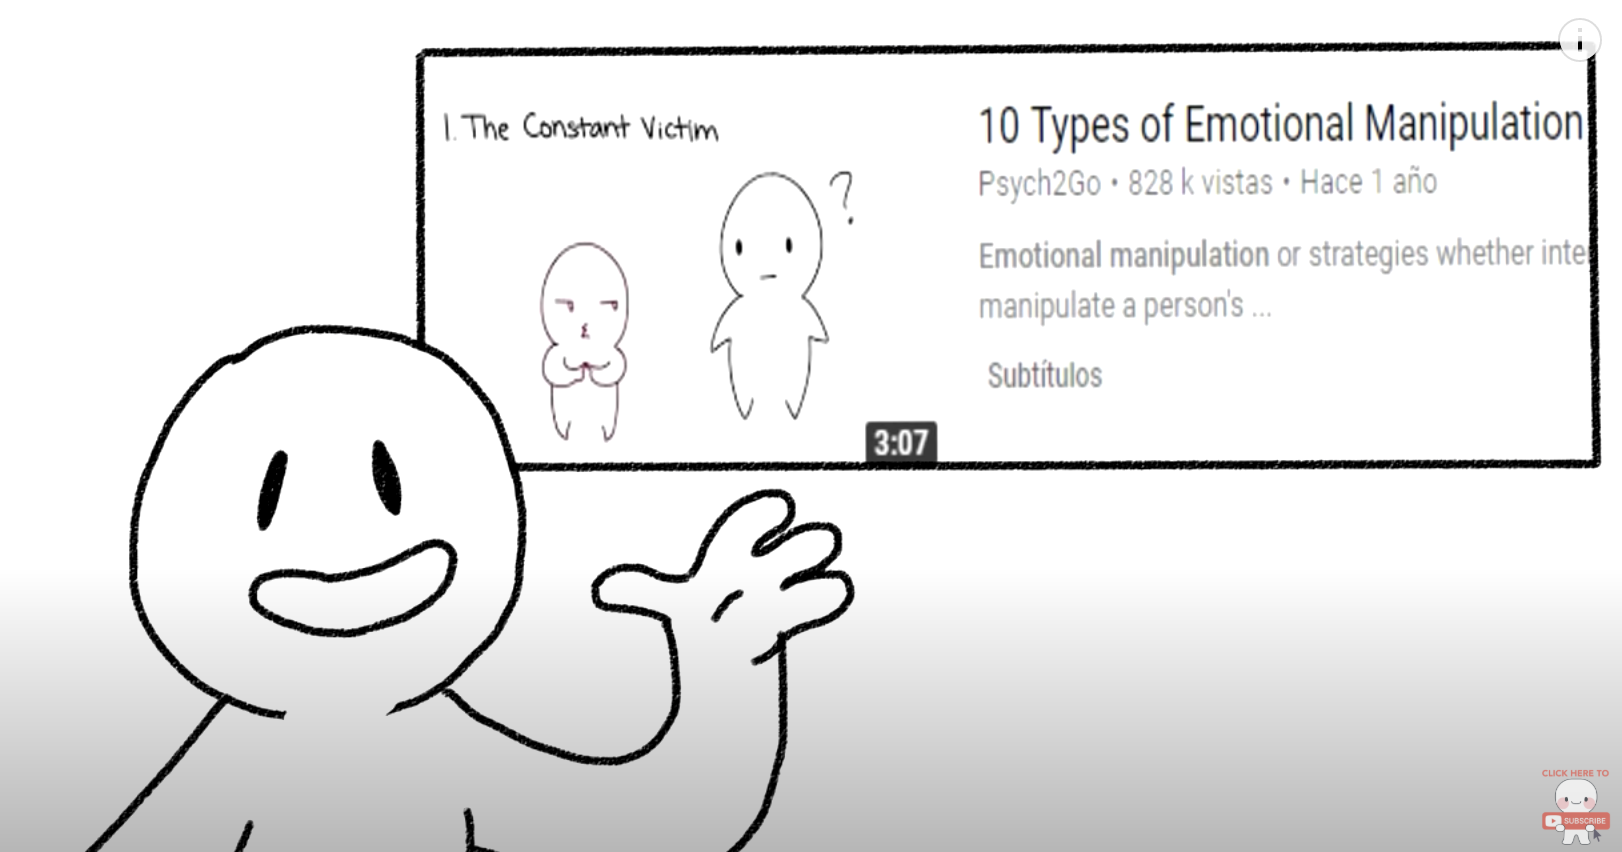 1. The Constant Victim
10 Types of Emotional Manipulation
Psych2Go • 828 k vistas • Hace 1 año
Emotional manipulation or strategies whether inte
manipulate a person's ...
Subtítulos
3:07
i
CLICK HERE TO
SUBSCRIBE